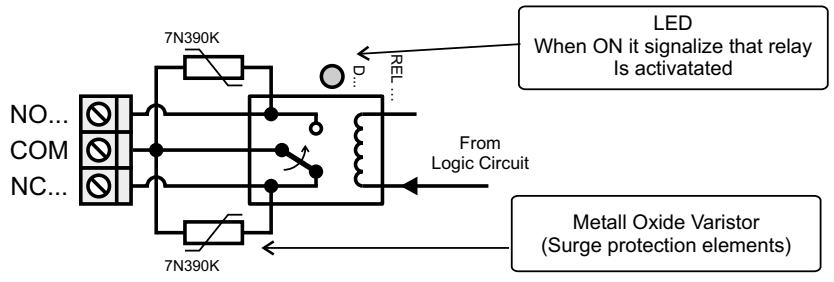 7N390K
LED
When ON it signalize that relay
Is activatated
D...
REL ...
NO...
COM
NC...
From
Logic Circuit
Metall Oxide Varistor
(Surge protection elements)
7N390K